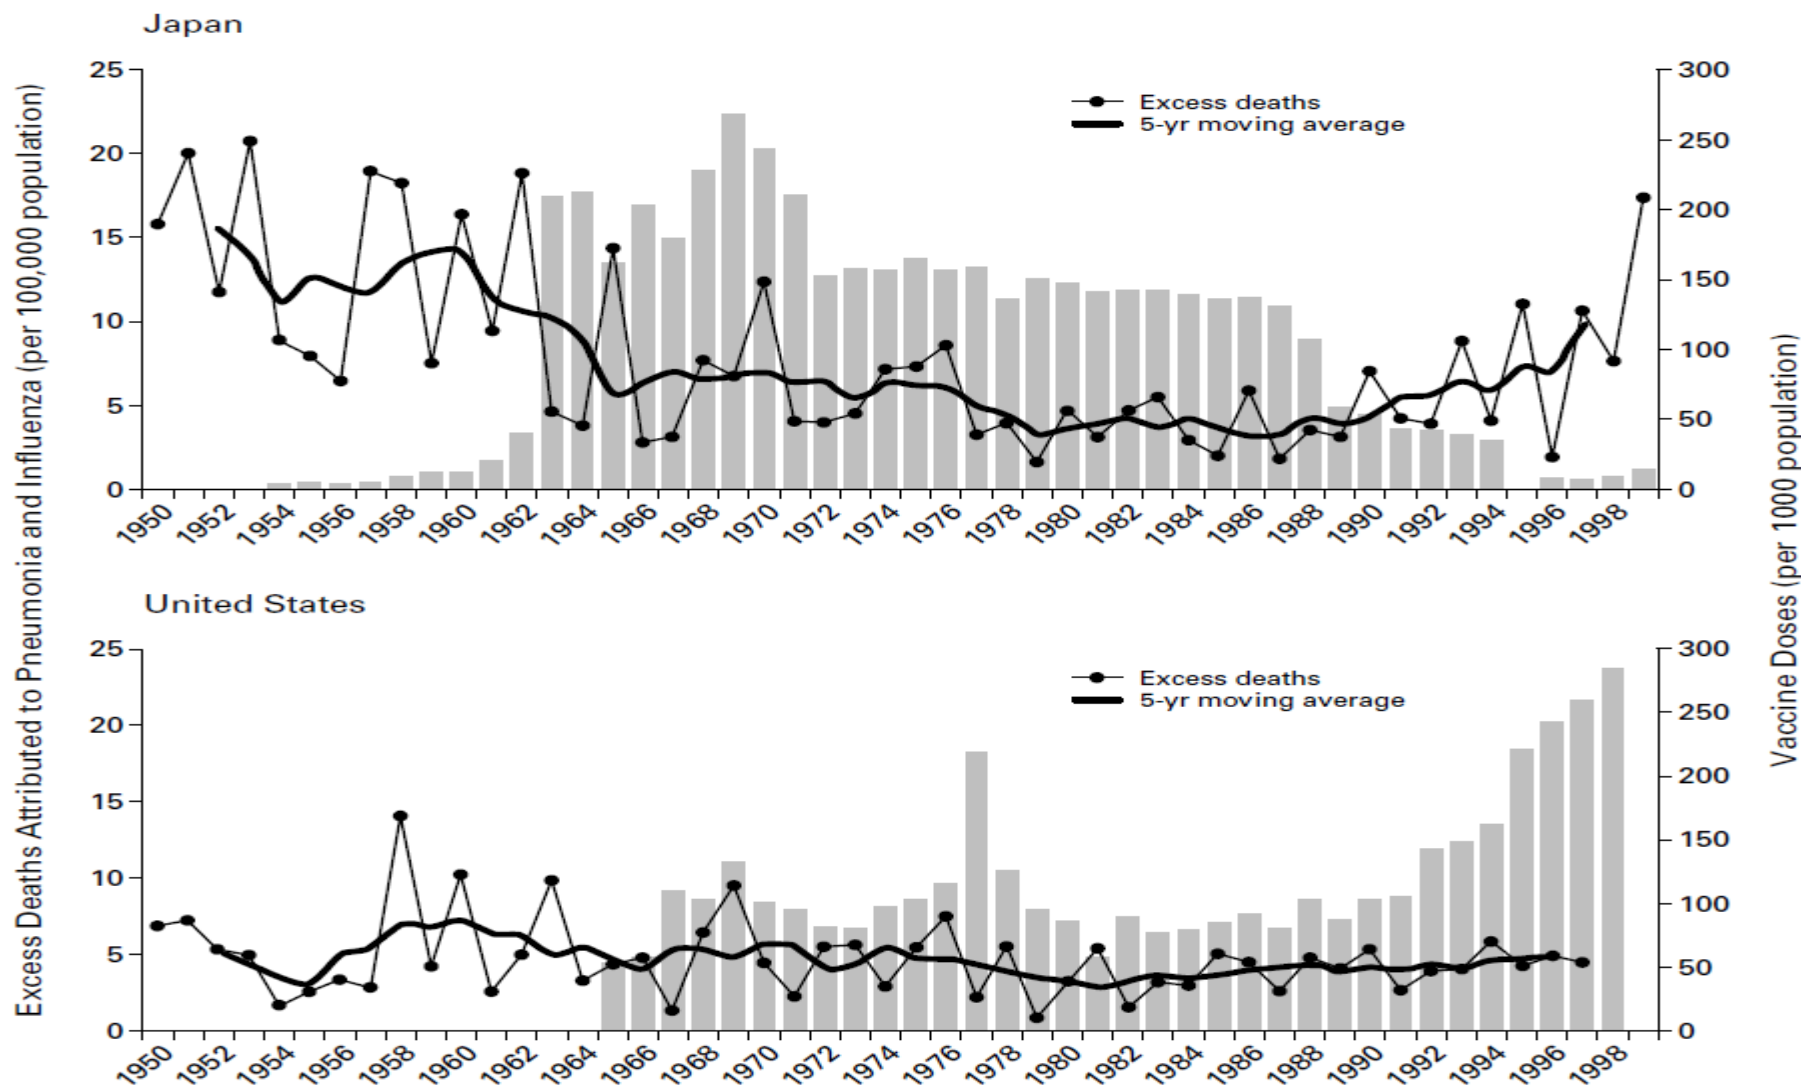 Japan
Excess Deaths Attributed to Pneumonia and Influenza (per 100,000 population)
25
20
15
10
5
0
Excess deaths
5-yr moving average
300
250
200
150
100
50
0
Vaccine Doses (per 1000 population)
1950 1952 1954 1956 1958 1960 1962 1964 1966 1968 1970 1972 1974 1976 1978 1980 1982 1984 1986 1988 1990 1992 1994 1996 1998
United States
25
20
15
10
5
0
Excess deaths
5-yr moving average
300
250
200
150
100
50
0
1950 1952 1954 1956 1958 1960 1962 1964 1966 1968 1970 1972 1974 1976 1978 1980 1982 1984 1986 1988 1990 1992 1994 1996 1998